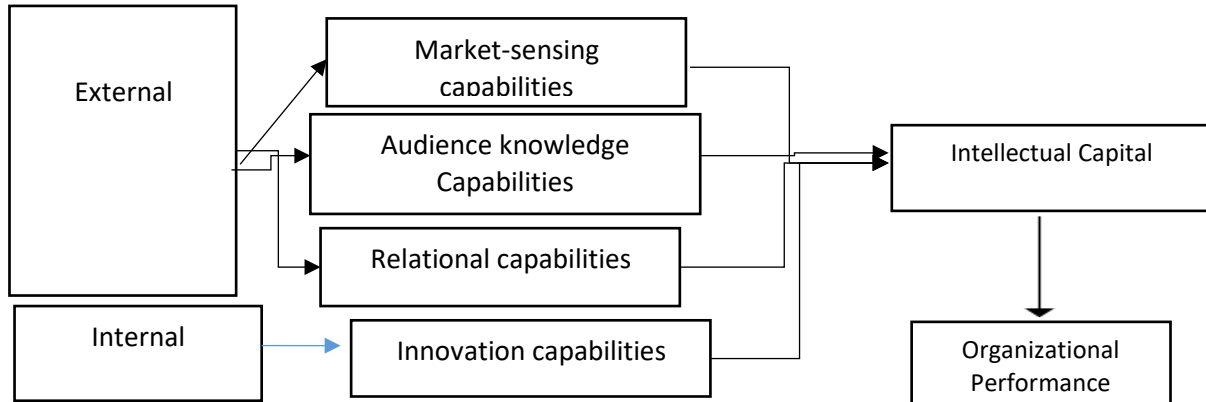 External
Market-sensing
capabilities
Audience knowledge
Capabilities
Relational capabilities
Internal
Innovation capabilities
Intellectual Capital
Organizational
Performance